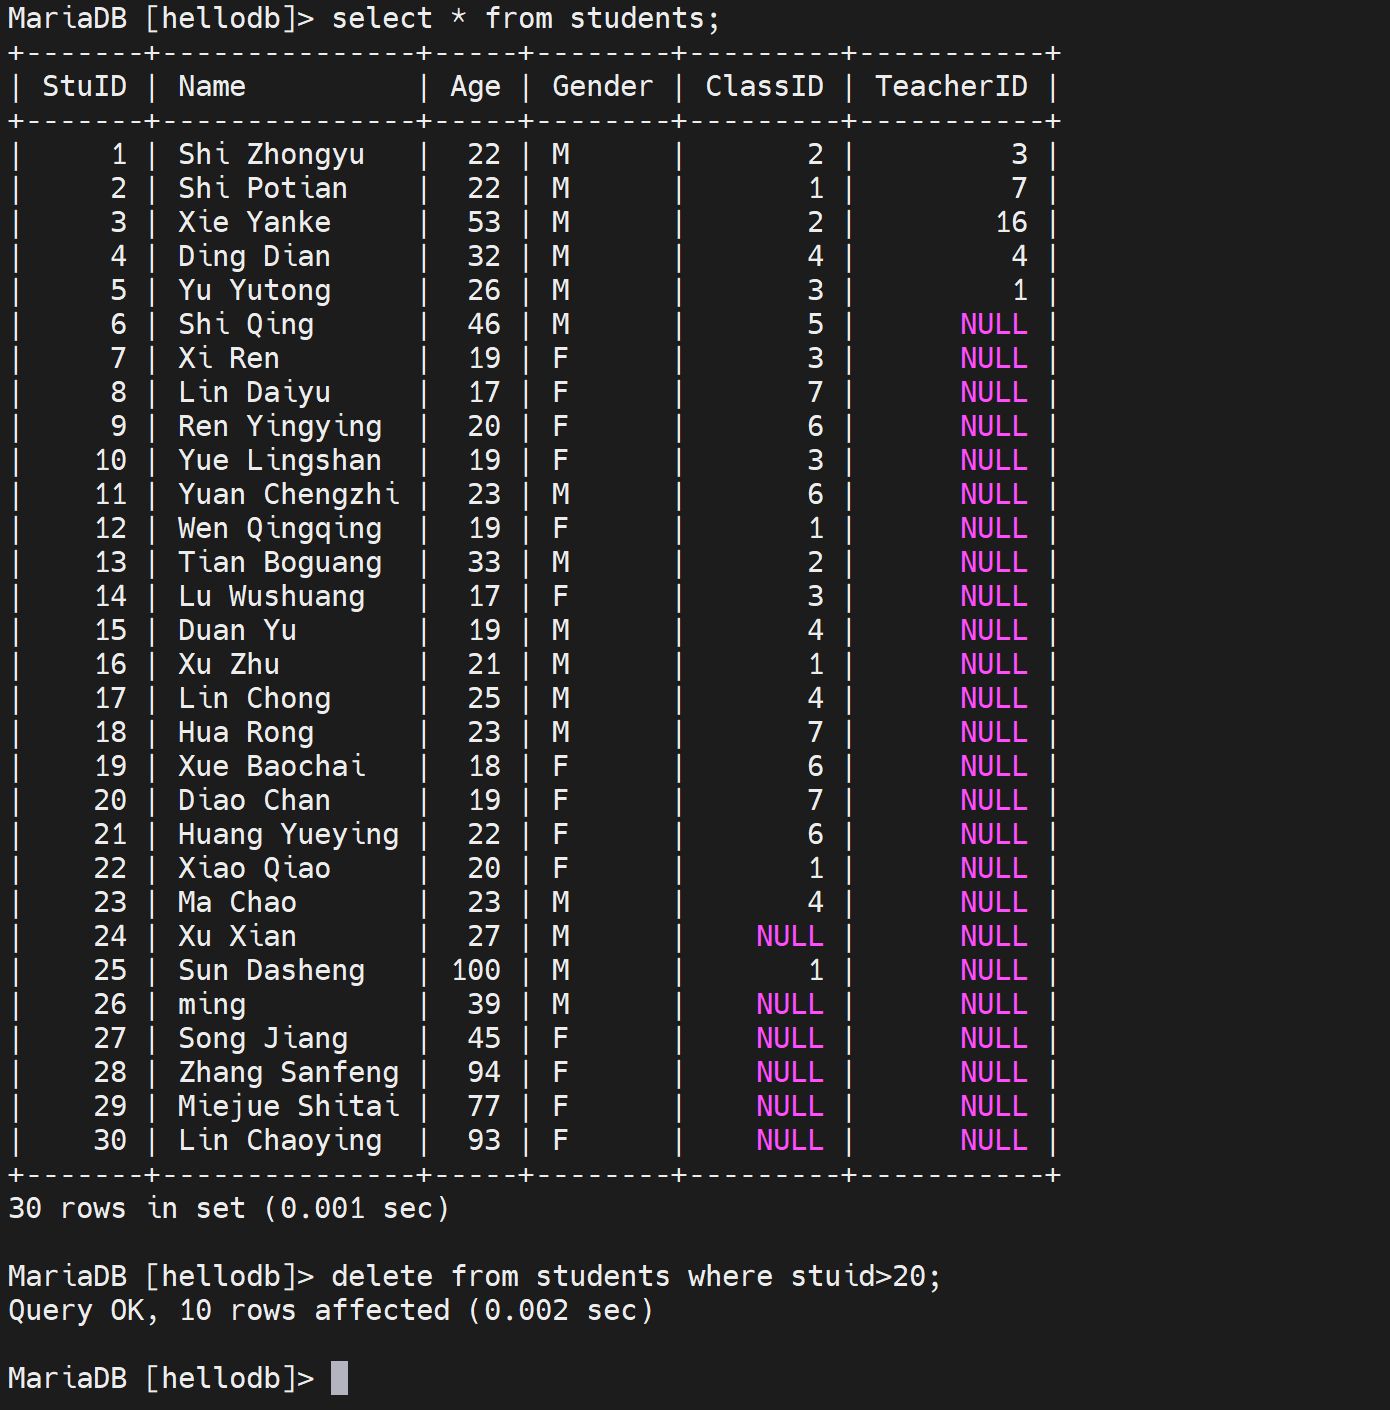 MariaDB [hellodb]> select * from students;
+-------+---------------+-----+--------+---------+-----------+
| StuID | Name          | Age | Gender | ClassID | TeacherID |
+-------+---------------+-----+--------+---------+-----------+
|     1 | Shi Zhongyu   |  22 | M      |       2 |         3 |
|     2 | Shi Potian    |  22 | M      |       1 |         7 |
|     3 | Xie Yanke     |  53 | M      |       2 |        16 |
|     4 | Ding Dian     |  32 | M      |       4 |         4 |
|     5 | Yu Yutong     |  26 | M      |       3 |         1 |
|     6 | Shi Qing      |  46 | M      |       5 |      NULL |
|     7 | Xi Ren        |  19 | F      |       3 |      NULL |
|     8 | Lin Daiyu     |  17 | F      |       7 |      NULL |
|     9 | Ren Yingying  |  20 | F      |       6 |      NULL |
|    10 | Yue Lingshan  |  19 | F      |       3 |      NULL |
|    11 | Yuan Chengzhi |  23 | M      |       6 |      NULL |
|    12 | Wen Qingqing  |  19 | F      |       1 |      NULL |
|    13 | Tian Boguang  |  33 | M      |       2 |      NULL |
|    14 | Lu Wushuang   |  17 | F      |       3 |      NULL |
|    15 | Duan Yu       |  19 | M      |       4 |      NULL |
|    16 | Xu Zhu        |  21 | M      |       1 |      NULL |
|    17 | Lin Chong     |  25 | M      |       4 |      NULL |
|    18 | Hua Rong      |  23 | M      |       7 |      NULL |
|    19 | Xue Baochai   |  18 | F      |       6 |      NULL |
|    20 | Diao Chan     |  19 | F      |       7 |      NULL |
|    21 | Huang Yueying |  22 | F      |       6 |      NULL |
|    22 | Xiao Qiao     |  20 | F      |       1 |      NULL |
|    23 | Ma Chao       |  23 | M      |       4 |      NULL |
|    24 | Xu Xian       |  27 | M      |    NULL |      NULL |
|    25 | Sun Dasheng   | 100 | M      |       1 |      NULL |
|    26 | ming          |  39 | M      |    NULL |      NULL |
|    27 | Song Jiang    |  45 | F      |    NULL |      NULL |
|    28 | Zhang Sanfeng |  94 | F      |    NULL |      NULL |
|    29 | Miejue Shitai |  77 | F      |    NULL |      NULL |
|    30 | Lin Chaoying  |  93 | F      |    NULL |      NULL |
+-------+---------------+-----+--------+---------+-----------+
30 rows in set (0.001 sec)
MariaDB [hellodb]> delete from students where stuid>20;
Query OK, 10 rows affected (0.002 sec)
MariaDB [hellodb]>